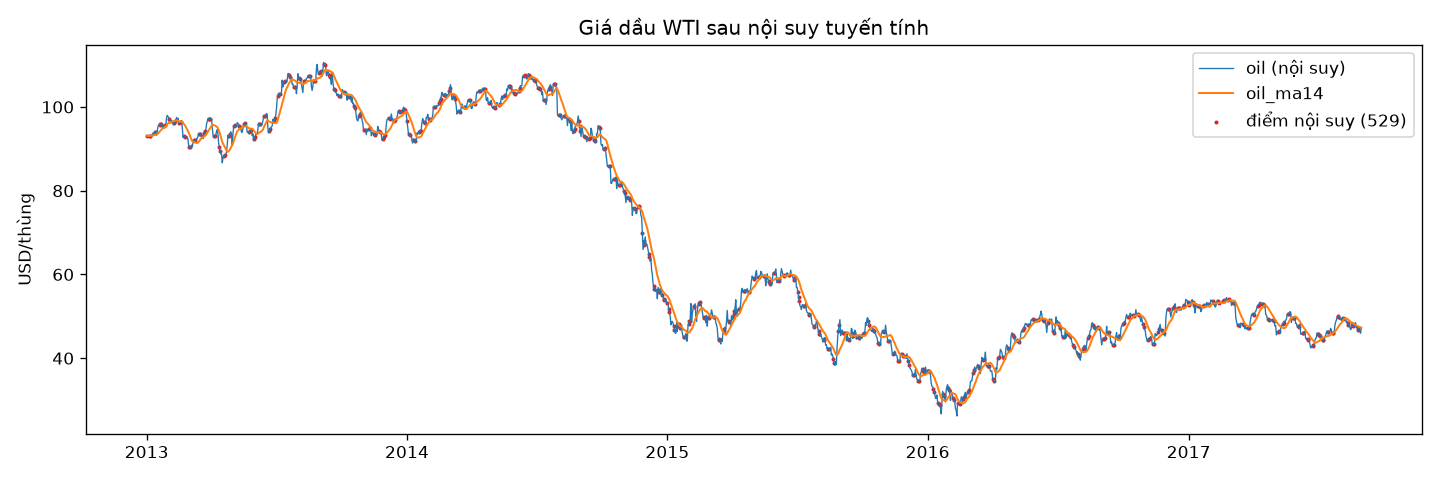 Giá dầu WTI sau nội suy tuyến tính
oil (nội suy)
oil_ma14
điểm nội suy (529)
USD/thùng
100
80
60
40
2013
2014
2015
2016
2017